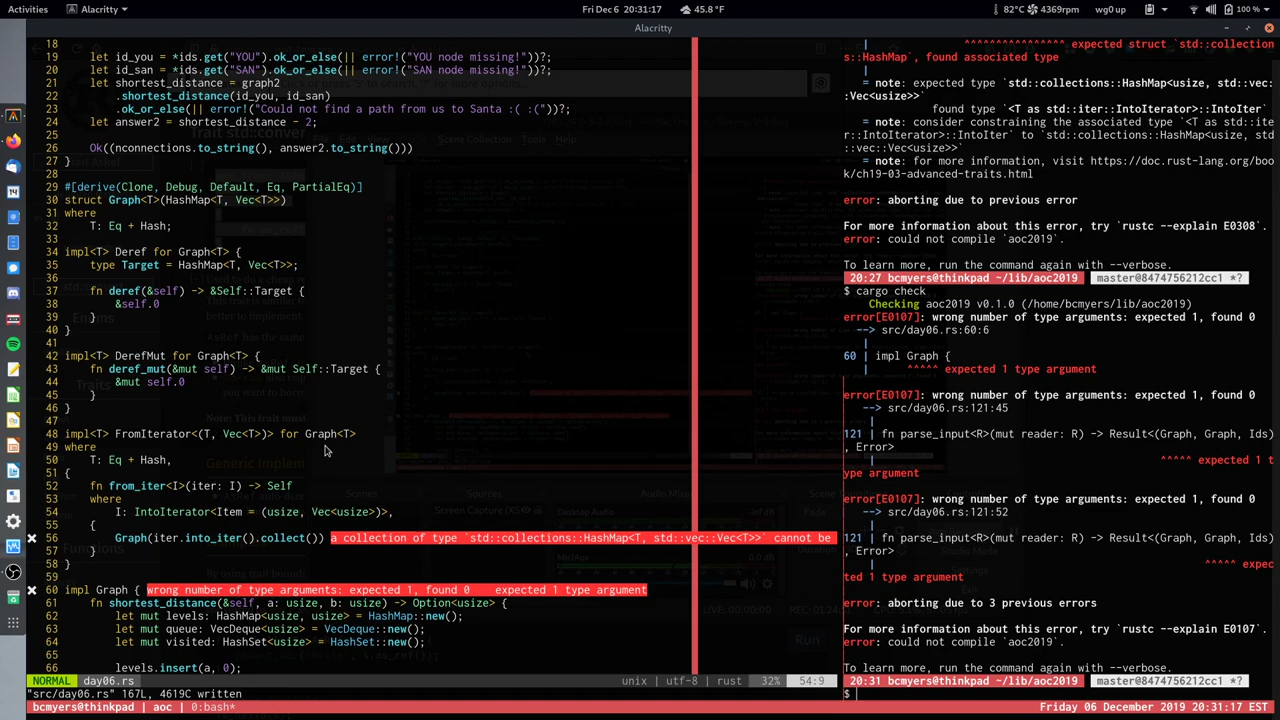 Activities Alacritty Fri Dec 6 20:31:17 45.8 °F 82°C 4369rpm wg0 up 100 %
Alacritty
18
19 let id_you = *ids.get("YOU").ok_or_else(|| error!("YOU node missing!"))?;
20 let id_san = *ids.get("SAN").ok_or_else(|| error!("SAN node missing!"))?;
21 let shortest_distance = graph2
22 .shortest_distance(id_you, id_san)
23 .ok_or_else(|| error!("Could not find a path from us to Santa :( :("))?;
24 let answer2 = shortest_distance - 2;
25
26 Ok((nconnections.to_string(), answer2.to_string()))
27 }
28
29 #[derive(Clone, Debug, Default, Eq, PartialEq)]
30 struct Graph<T>(HashMap<T, Vec<T>>)
31 where
32 T: Eq + Hash;
33
34 impl<T> Deref for Graph<T> {
35 type Target = HashMap<T, Vec<T>>;
36
37 fn deref(&self) -> &Self::Target {
38 &self.0
39 }
40 }
41
42 impl<T> DerefMut for Graph<T> {
43 fn deref_mut(&mut self) -> &mut Self::Target {
44 &mut self.0
45 }
46 }
47
48 impl<T> FromIterator<(T, Vec<T>)> for Graph<T>
49 where
50 T: Eq + Hash,
51 {
52 fn from_iter<I>(iter: I) -> Self
53 where
54 I: IntoIterator<Item = (usize, Vec<usize>)>,
55 {
56 Graph(iter.into_iter().collect()) a collection of type `std::collections::HashMap<T, std::vec::Vec<T>>` cannot be
57 }
58 }
59
60 impl Graph { wrong number of type arguments: expected 1, found 0 expected 1 type argument
61 fn shortest_distance(&self, a: usize, b: usize) -> Option<usize> {
62 let mut levels: HashMap<usize, usize> = HashMap::new();
63 let mut queue: VecDeque<usize> = VecDeque::new();
64 let mut visited: HashSet<usize> = HashSet::new();
65
66 levels.insert(a, 0);
NORMAL day06.rs unix | utf-8 | rust 32% 54:9
"src/day06.rs" 167L, 4619C written
^^^^^^^^^^^^^^^^ expected struct `std::collection
s::HashMap`, found associated type
|
= note: expected type `std::collections::HashMap<usize, std::vec:
:Vec<usize>>`
found type `<T as std::iter::IntoIterator>::IntoIter`
= note: consider constraining the associated type `<T as std::ite
r::IntoIterator>::IntoIter` to `std::collections::HashMap<usize, st
d::vec::Vec<usize>>`
= note: for more information, visit https://doc.rust-lang.org/boo
k/ch19-03-advanced-traits.html
error: aborting due to previous error
For more information about this error, try `rustc --explain E0308`.
error: could not compile `aoc2019`.
To learn more, run the command again with --verbose.
20:27 bcmyers@thinkpad ~/lib/aoc2019 master@8474756212cc1 *?
$ cargo check
Checking aoc2019 v0.1.0 (/home/bcmyers/lib/aoc2019)
error[E0107]: wrong number of type arguments: expected 1, found 0
--> src/day06.rs:60:6
|
60 | impl Graph {
| ^^^^^ expected 1 type argument
error[E0107]: wrong number of type arguments: expected 1, found 0
--> src/day06.rs:121:45
|
121 | fn parse_input<R>(mut reader: R) -> Result<(Graph, Graph, Ids)
, Error>
| ^^^^^ expected 1 t
ype argument
error[E0107]: wrong number of type arguments: expected 1, found 0
--> src/day06.rs:121:52
|
121 | fn parse_input<R>(mut reader: R) -> Result<(Graph, Graph, Ids)
, Error>
| ^^^^^ expec
ted 1 type argument
error: aborting due to 3 previous errors
For more information about this error, try `rustc --explain E0107`.
error: could not compile `aoc2019`.
To learn more, run the command again with --verbose.
20:31 bcmyers@thinkpad ~/lib/aoc2019 master@8474756212cc1 *?
$
bcmyers@thinkpad | aoc | 0:bash* Friday 06 December 2019 20:31:17 EST